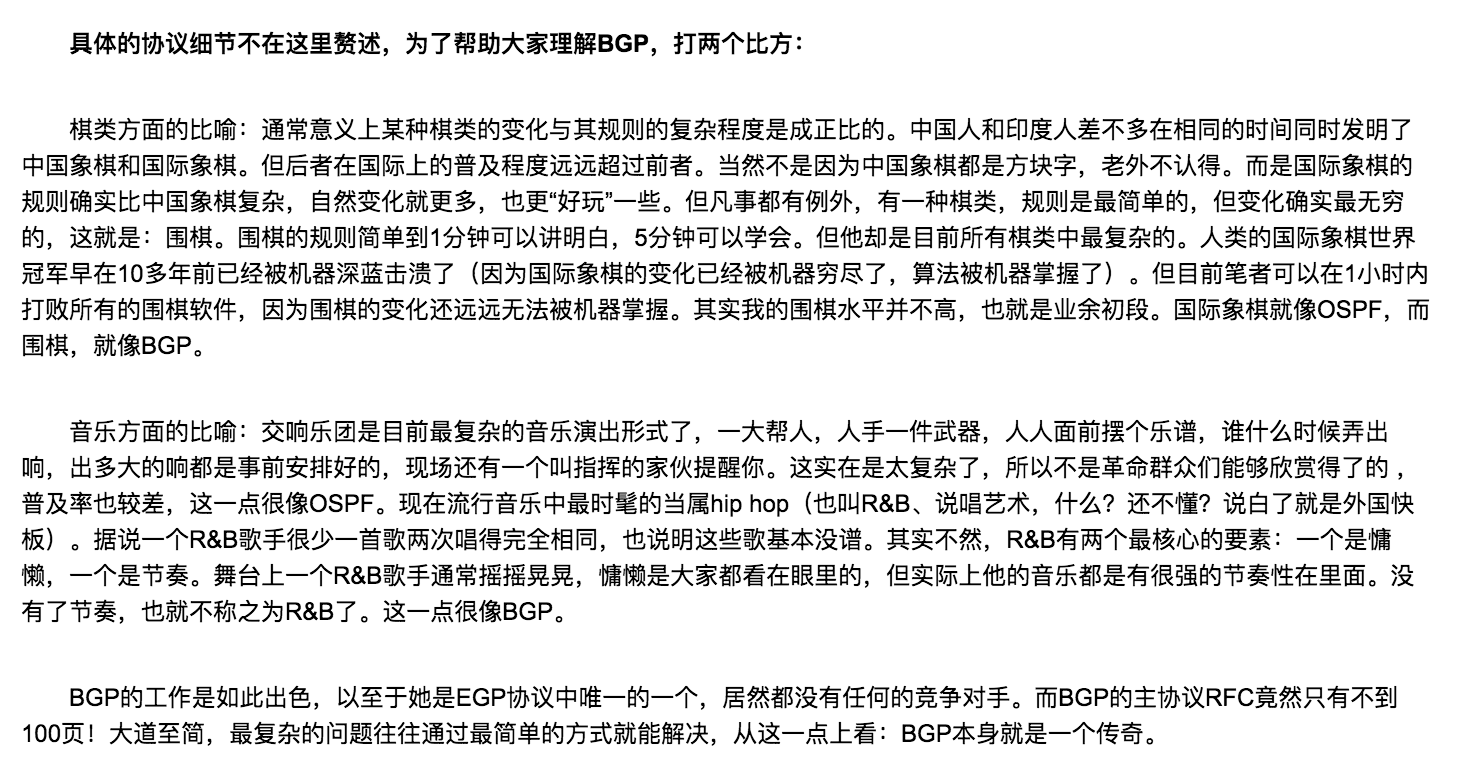 具体的协议细节不在这里赘述，为了帮助大家理解BGP，打两个比方：
棋类方面的比喻：通常意义上某种棋类的变化与其规则的复杂程度是成正比的。中国人和印度人差不多在相同的时间同时发明了
中国象棋和国际象棋。但后者在国际上的普及程度远远超过前者。当然不是因为中国象棋都是方块字，老外不认得。而是国际象棋的
规则确实比中国象棋复杂，自然变化就更多，也更“好玩”一些。但凡事都有例外，有一种棋类，规则是最简单的，但变化确实最无穷
的，这就是：围棋。围棋的规则简单到1分钟可以讲明白，5分钟可以学会。但他却是目前所有棋类中最复杂的。人类的国际象棋世界
冠军早在10多年前已经被机器深蓝击溃了（因为国际象棋的变化已经被机器穷尽了，算法被机器掌握了）。但目前笔者可以在1小时内
打败所有的围棋软件，因为围棋的变化还远远无法被机器掌握。其实我的围棋水平并不高，也就是业余初段。国际象棋就像OSPF，而
围棋，就像BGP。
音乐方面的比喻：交响乐团是目前最复杂的音乐演出形式了，一大帮人，人手一件武器，人人面前摆个乐谱，谁什么时候弄出
响，出多大的响都是事前安排好的，现场还有一个叫指挥的家伙提醒你。这实在是太复杂了，所以不是革命群众们能够欣赏得了的，
普及率也较差，这一点很像OSPF。现在流行音乐中最时髦的当属hip hop（也叫R&B、说唱艺术，什么？还不懂？说白了就是外国快
板）。据说一个R&B歌手很少一首歌两次唱得完全相同，也说明这些歌基本没谱。其实不然，R&B有两个最核心的要素：一个是慵
懒，一个是节奏。舞台上一个R&B歌手通常摇摇晃晃，慵懒是大家都看在眼里的，但实际上他的音乐都是有很强的节奏性在里面。没
有了节奏，也就不称之为R&B了。这一点很像BGP。
BGP的工作是如此出色，以至于她是EGP协议中唯一的一个，居然都没有任何的竞争对手。而BGP的主协议RFC竟然只有不到
100页！大道至简，最复杂的问题往往通过最简单的方式就能解决，从这一点上看：BGP本身就是一个传奇。